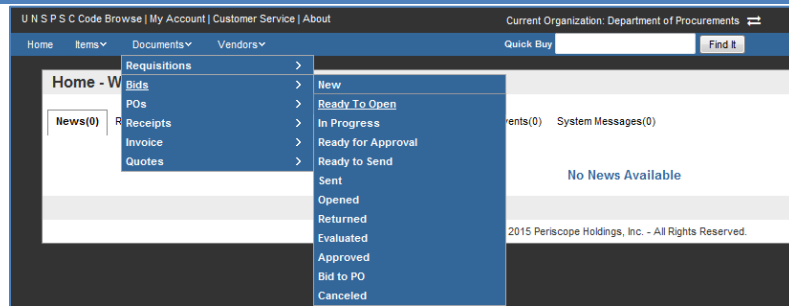 U N S P S C Code Browse | My Account | Customer Service | About
Current Organization: Department of Procurements
Home Items Documents Vendors
Quick Buy Find It
Requisitions
Home - W
Bids
New
POs
Ready To Open
News(0) R
Receipts
In Progress
ents(0) System Messages(0)
Invoice
Ready for Approval
Quotes
Ready to Send
Sent
No News Available
Opened
Returned
2015 Periscope Holdings, Inc. - All Rights Reserved.
Evaluated
Approved
Bid to PO
Canceled